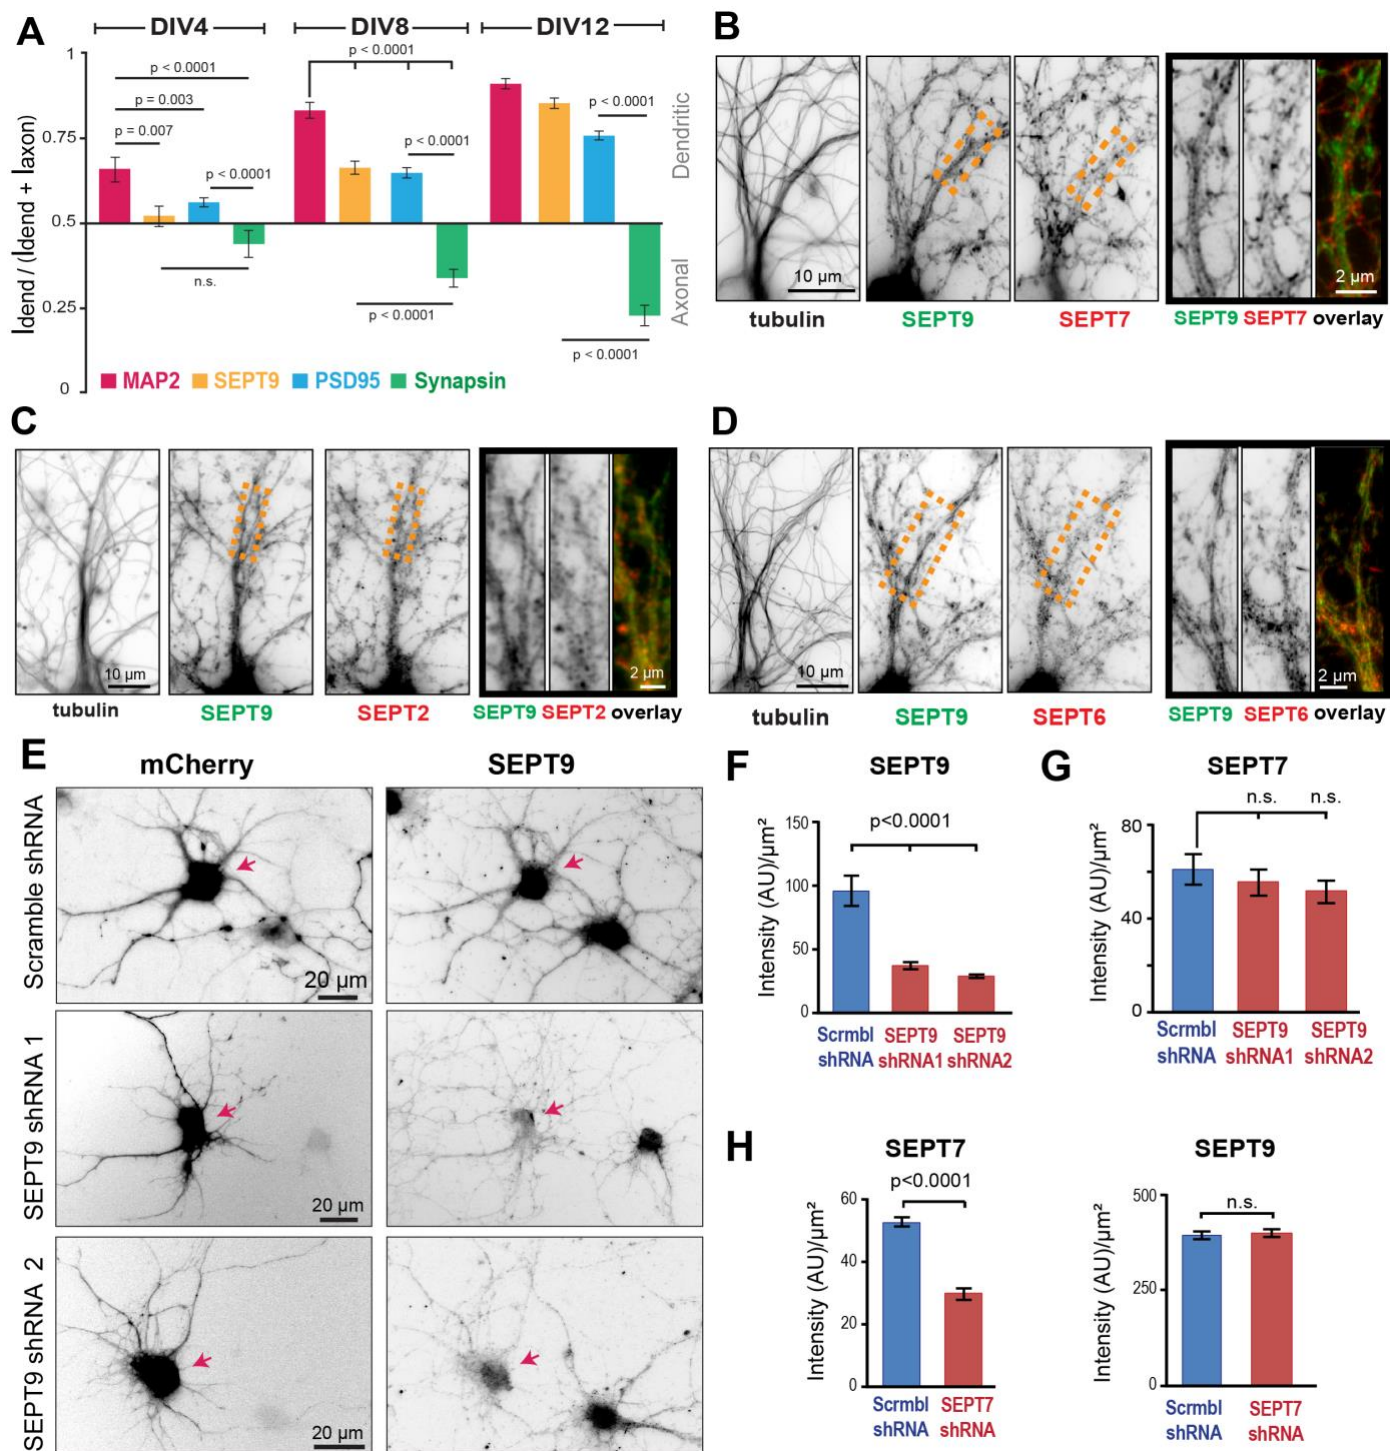 A
DIV4 DIV8 DIV12
Idend / (Idend + Iaxon)
1
0.75
0.5
0.25
0
p < 0.0001
p = 0.003
p = 0.007
p < 0.0001
n.s.
p < 0.0001
p < 0.0001
p < 0.0001
p < 0.0001
p < 0.0001
Dendritic
Axonal
MAP2 SEPT9 PSD95 Synapsin
B
10 µm
2 µm
tubulin SEPT9 SEPT7 SEPT9 SEPT7 overlay
C
10 µm
2 µm
tubulin SEPT9 SEPT2 SEPT9 SEPT2 overlay
D
10 µm
2 µm
tubulin SEPT9 SEPT6 SEPT9 SEPT6 overlay
E
mCherry SEPT9
Scramble shRNA
20 µm
SEPT9 shRNA 1
20 µm
SEPT9 shRNA 2
20 µm
F
SEPT9
p<0.0001
Intensity (AU)/µm²
150
100
50
0
Scrmbl SEPT9 SEPT9
shRNA shRNA1 shRNA2
G
SEPT7
n.s. n.s.
Intensity (AU)/µm²
80
40
0
Scrmbl SEPT9 SEPT9
shRNA shRNA1 shRNA2
H
SEPT7
p<0.0001
Intensity (AU)/µm²
60
40
20
0
Scrmbl SEPT7
shRNA shRNA
SEPT9
n.s.
Intensity (AU)/µm²
500
250
0
Scrmbl SEPT7
shRNA shRNA